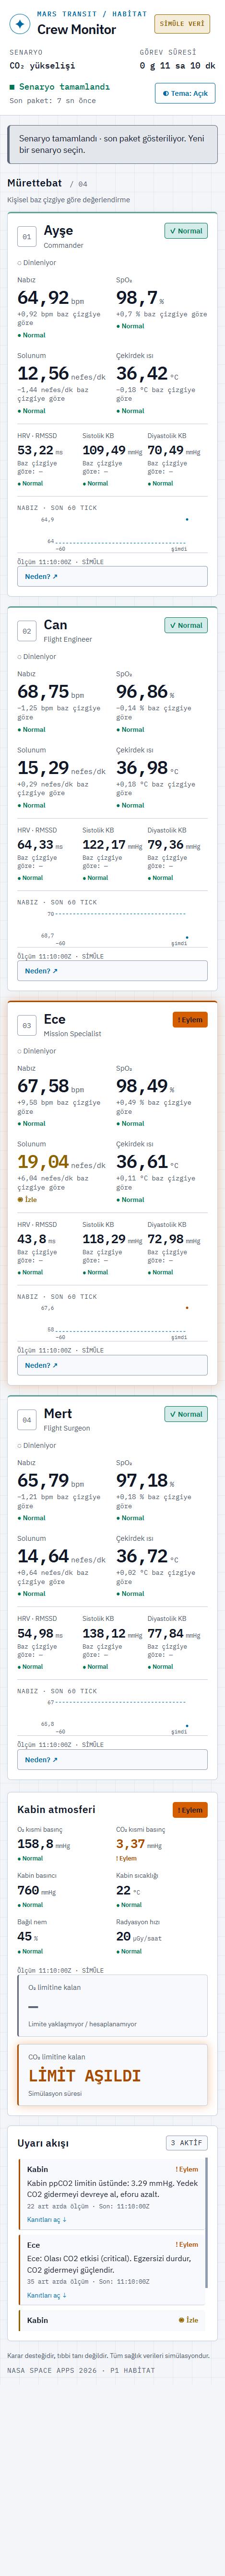 MARS TRANSIT / HABİTAT
Crew Monitor
SİMÜLE VERİ
SENARYO
CO₂ yükselişi
GÖREV SÜRESİ
0 g 11 sa 10 dk
Senaryo tamamlandı
Son paket: 7 sn önce
◐ Tema: Açık
Senaryo tamamlandı · son paket gösteriliyor. Yeni bir senaryo seçin.
Mürettebat / 04
Kişisel baz çizgiye göre değerlendirme
01
Ayşe
Commander
✓ Normal
⌂ Dinleniyor
Nabız
64,92 bpm
+0,92 bpm baz çizgiye göre
● Normal
SpO₂
98,7 %
+0,7 % baz çizgiye göre
● Normal
Solunum
12,56 nefes/dk
−1,44 nefes/dk baz çizgiye göre
● Normal
Çekirdek ısı
36,42 °C
−0,18 °C baz çizgiye göre
● Normal
HRV · RMSSD
53,22 ms
Baz çizgiye göre: —
● Normal
Sistolik KB
109,49 mmHg
Baz çizgiye göre: —
● Normal
Diyastolik KB
70,49 mmHg
Baz çizgiye göre: —
● Normal
NABIZ · SON 60 TICK
64,9
64
−60
şimdi
Ölçüm 11:10:00Z · SİMÜLE
Neden? ↗
02
Can
Flight Engineer
✓ Normal
⌂ Dinleniyor
Nabız
68,75 bpm
−1,25 bpm baz çizgiye göre
● Normal
SpO₂
96,86 %
−0,14 % baz çizgiye göre
● Normal
Solunum
15,29 nefes/dk
+0,29 nefes/dk baz çizgiye göre
● Normal
Çekirdek ısı
36,98 °C
+0,18 °C baz çizgiye göre
● Normal
HRV · RMSSD
64,33 ms
Baz çizgiye göre: —
● Normal
Sistolik KB
122,17 mmHg
Baz çizgiye göre: —
● Normal
Diyastolik KB
79,36 mmHg
Baz çizgiye göre: —
● Normal
NABIZ · SON 60 TICK
70
68,7
−60
şimdi
Ölçüm 11:10:00Z · SİMÜLE
Neden? ↗
03
Ece
Mission Specialist
! Eylem
⌂ Dinleniyor
Nabız
67,58 bpm
+9,58 bpm baz çizgiye göre
● Normal
SpO₂
98,49 %
+0,49 % baz çizgiye göre
● Normal
Solunum
19,04 nefes/dk
+6,04 nefes/dk baz çizgiye göre
İzle
Çekirdek ısı
36,61 °C
+0,11 °C baz çizgiye göre
● Normal
HRV · RMSSD
43,8 ms
Baz çizgiye göre: —
● Normal
Sistolik KB
118,29 mmHg
Baz çizgiye göre: —
● Normal
Diyastolik KB
72,98 mmHg
Baz çizgiye göre: —
● Normal
NABIZ · SON 60 TICK
67,6
58
−60
şimdi
Ölçüm 11:10:00Z · SİMÜLE
Neden? ↗
04
Mert
Flight Surgeon
✓ Normal
⌂ Dinleniyor
Nabız
65,79 bpm
−1,21 bpm baz çizgiye göre
● Normal
SpO₂
97,18 %
+0,18 % baz çizgiye göre
● Normal
Solunum
14,64 nefes/dk
+0,64 nefes/dk baz çizgiye göre
● Normal
Çekirdek ısı
36,72 °C
+0,02 °C baz çizgiye göre
● Normal
HRV · RMSSD
54,98 ms
Baz çizgiye göre: —
● Normal
Sistolik KB
138,12 mmHg
Baz çizgiye göre: —
● Normal
Diyastolik KB
77,84 mmHg
Baz çizgiye göre: —
● Normal
NABIZ · SON 60 TICK
67
65,8
−60
şimdi
Ölçüm 11:10:00Z · SİMÜLE
Neden? ↗
Kabin atmosferi
! Eylem
O₂ kısmi basınç
158,8 mmHg
● Normal
CO₂ kısmi basınç
3,37 mmHg
! Eylem
Kabin basıncı
760 mmHg
● Normal
Kabin sıcaklığı
22 °C
● Normal
Bağıl nem
45 %
● Normal
Radyasyon hızı
20 µGy/saat
● Normal
Ölçüm 11:10:00Z · SİMÜLE
O₂ limitine kalan
—
Limite yaklaşmıyor / hesaplanamıyor
CO₂ limitine kalan
LİMİT AŞILDI
Simülasyon süresi
Uyarı akışı
3 AKTİF
Kabin
! Eylem
Kabin ppCO2 limitin üstünde: 3.29 mmHg. Yedek CO2 gidermeyi devreye al, eforu azalt.
22 art arda ölçüm · Son: 11:10:00Z
Kanıtları aç ↓
Ece
! Eylem
Ece: Olası CO2 etkisi (critical). Egzersizi durdur, CO2 gidermeyi güçlendir.
35 art arda ölçüm · Son: 11:10:00Z
Kanıtları aç ↓
Kabin
İzle
Karar desteğidir, tıbbi tanı değildir. Tüm sağlık verileri simülasyondur.
NASA SPACE APPS 2026 · P1 HABİTAT